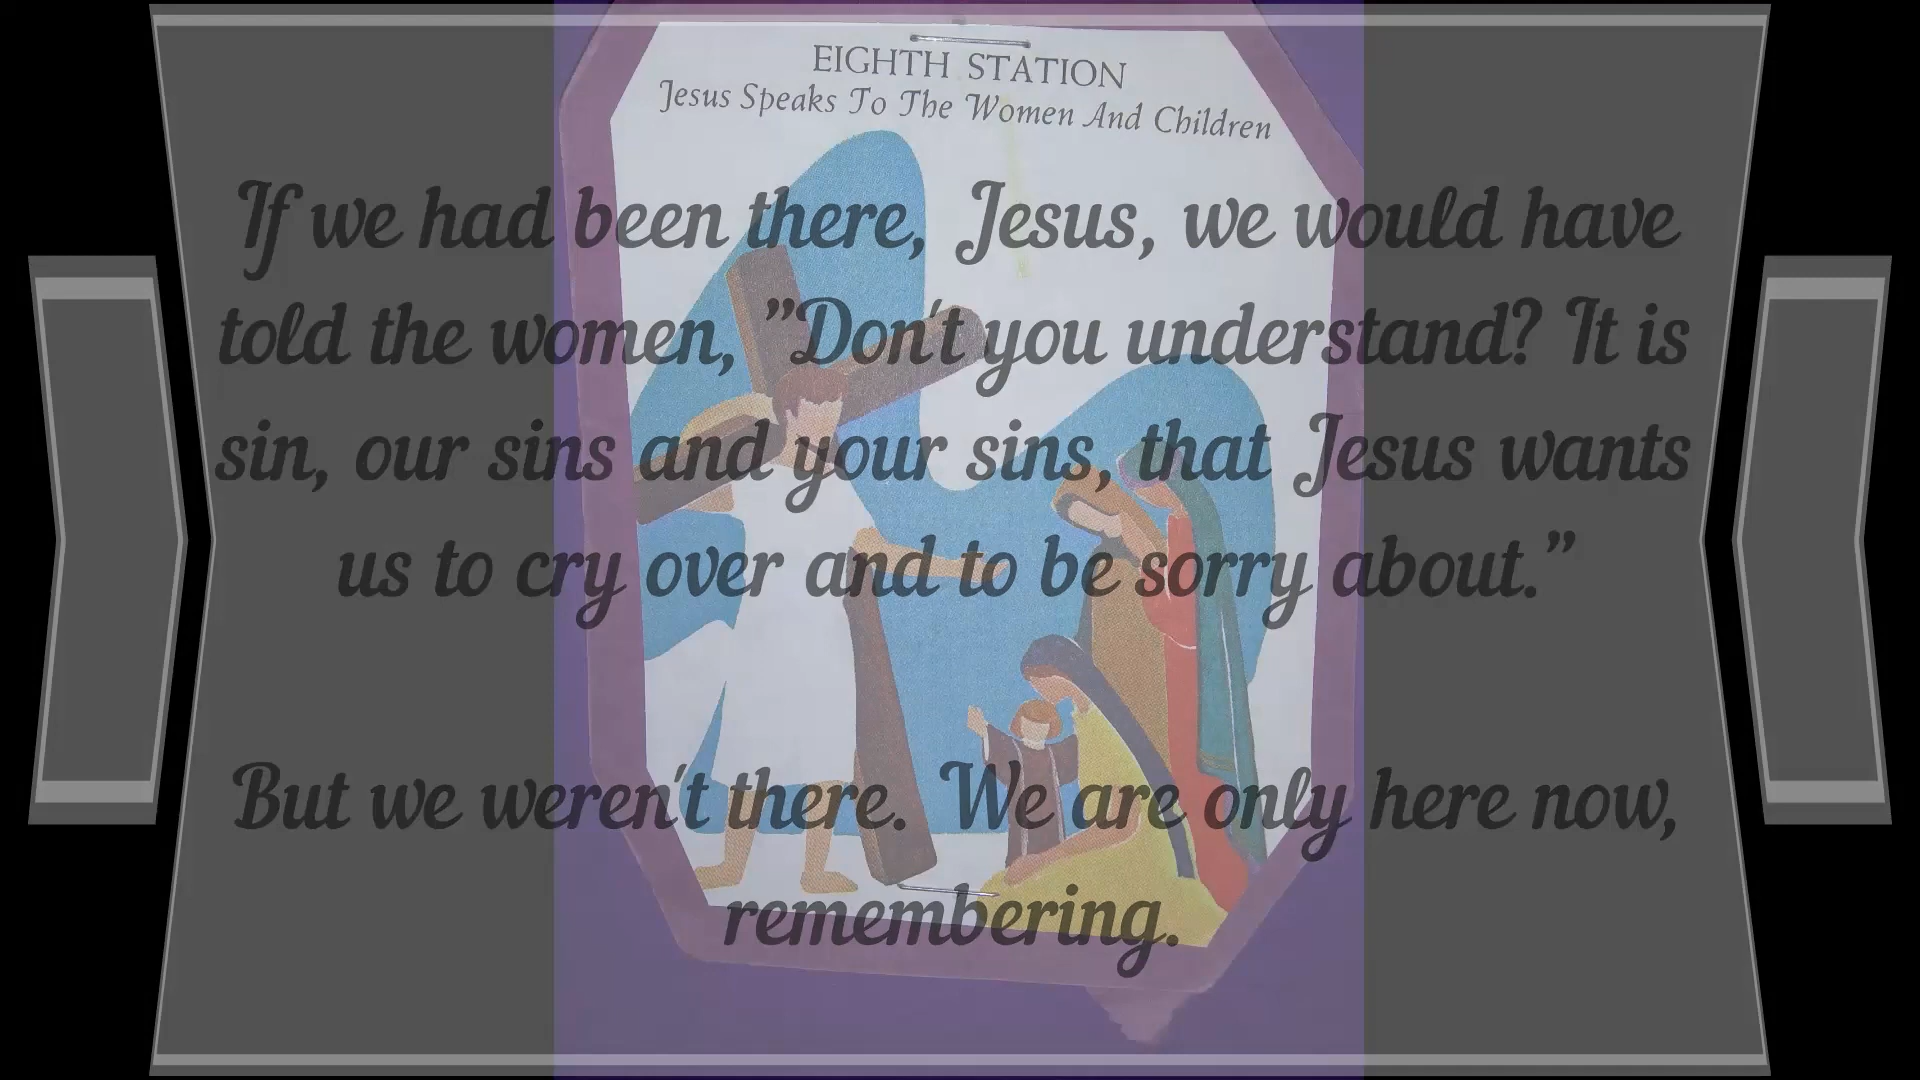 EIGHTH STATION
Jesus Speaks To The Women And Children
If we had been there, Jesus, we would have
told the women, "Don't you understand? It is
sin, our sins and your sins, that Jesus wants
us to cry over and to be sorry about."
But we weren't there. We are only here now,
remembering.